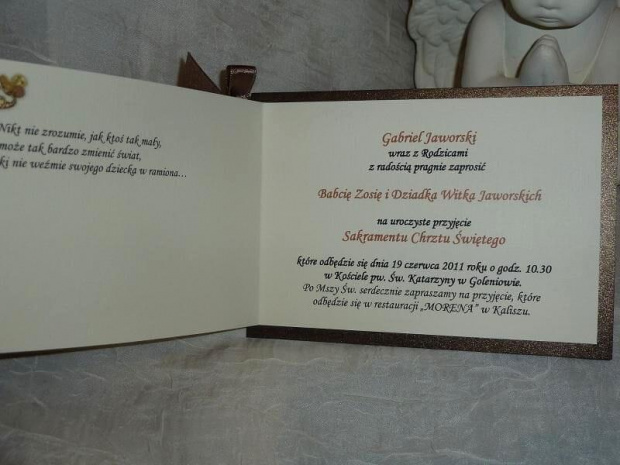 Nikt nie zrozumie, jak ktoś tak mały,
może tak bardzo zmienić świat,
ki nie weźmie swojego dziecka w ramiona...
Gabriel Jaworski
wraz z Rodzicami
z radością pragnie zaprosić
Babcię Zosię i Dziadka Witka Jaworskich
na uroczyste przyjęcie
Sakramentu Chrztu Świętego
które odbędzie się dnia 19 czerwca 2011 roku o godz. 10.30
w Kościele pw. Św. Katarzyny w Goleniowie.
Po Mszy Św. serdecznie zapraszamy na przyjęcie, które
odbędzie się w restauracji „MORENA” w Kaliszu.